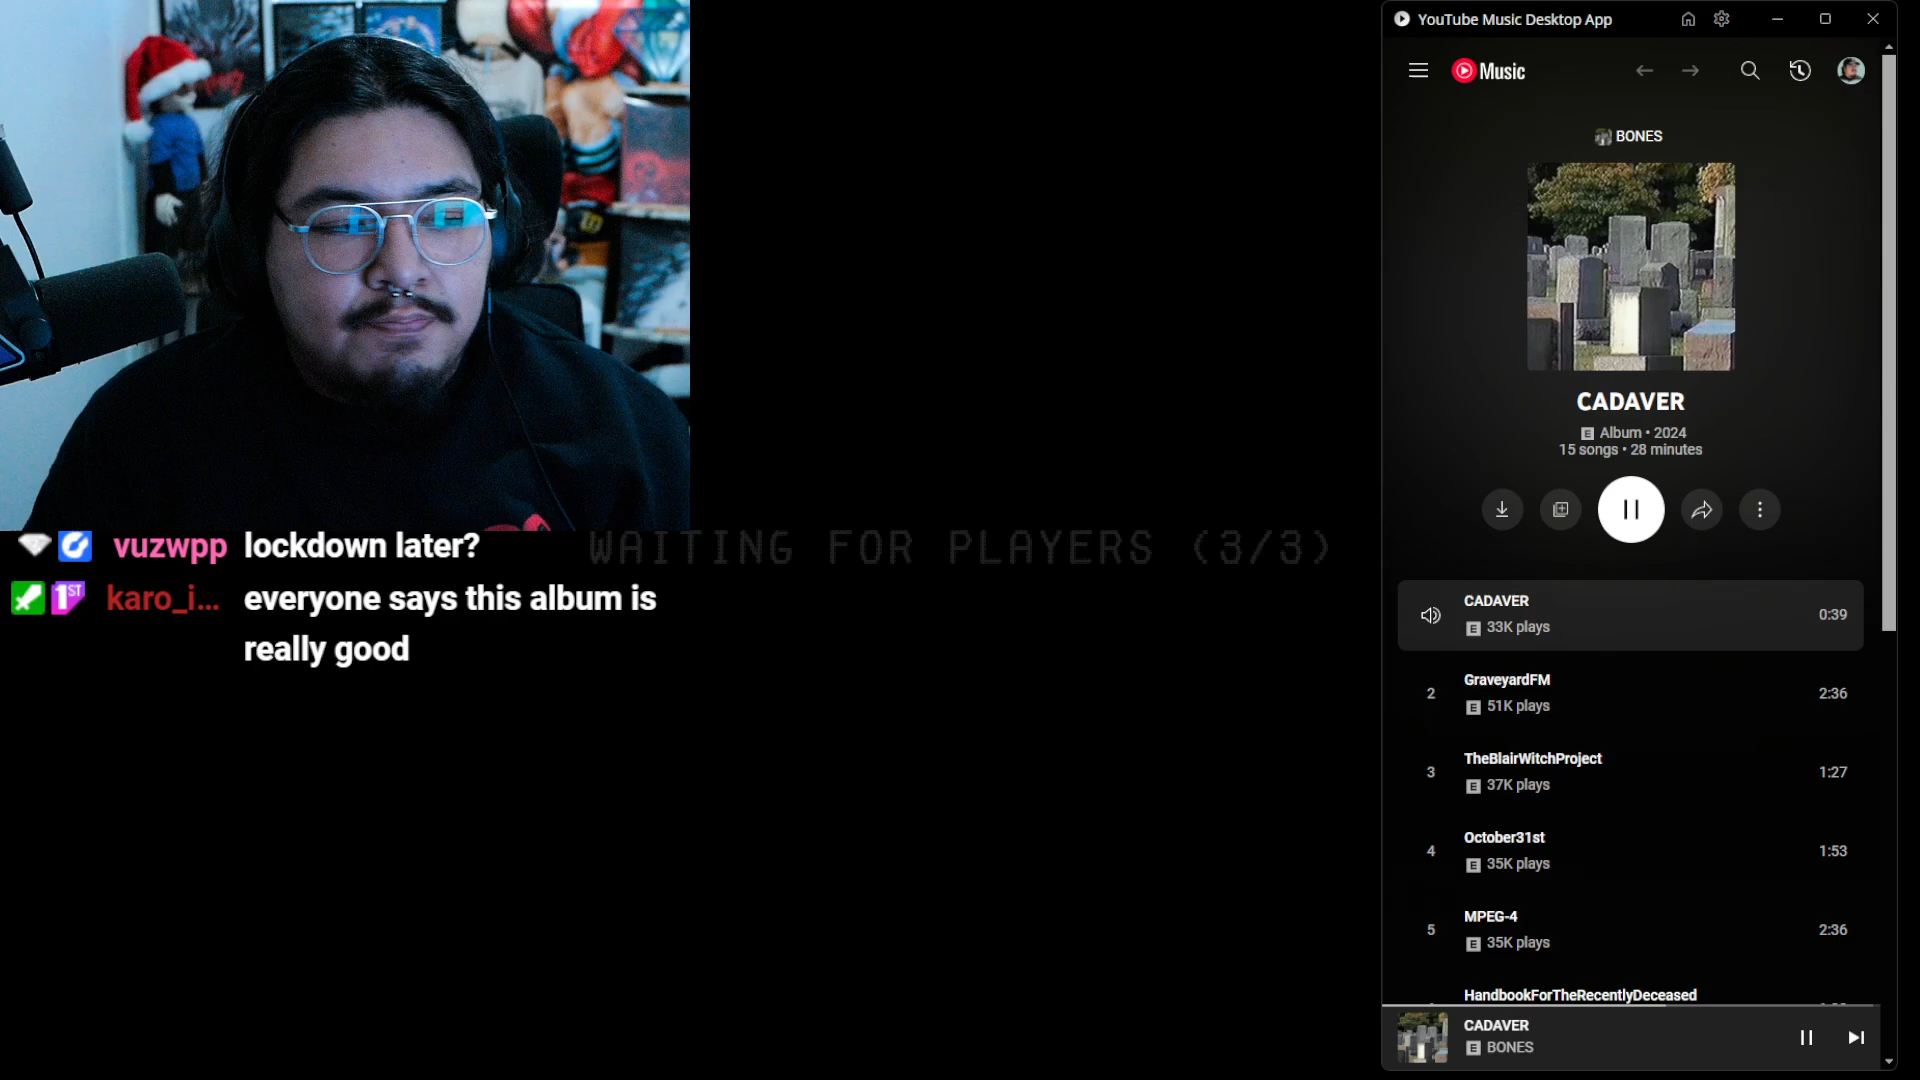 YouTube Music Desktop App
Music
BONES
CADAVER
E Album • 2024
15 songs • 28 minutes
vuzwpp lockdown later?
1ST karo_i... everyone says this album is
really good
WAITING FOR PLAYERS (3/3)
CADAVER
E 33K plays
0:39
2 GraveyardFM
E 51K plays
2:36
3 TheBlairWitchProject
E 37K plays
1:27
4 October31st
E 35K plays
1:53
5 MPEG-4
E 35K plays
2:36
HandbookForTheRecentlyDeceased
CADAVER
E BONES